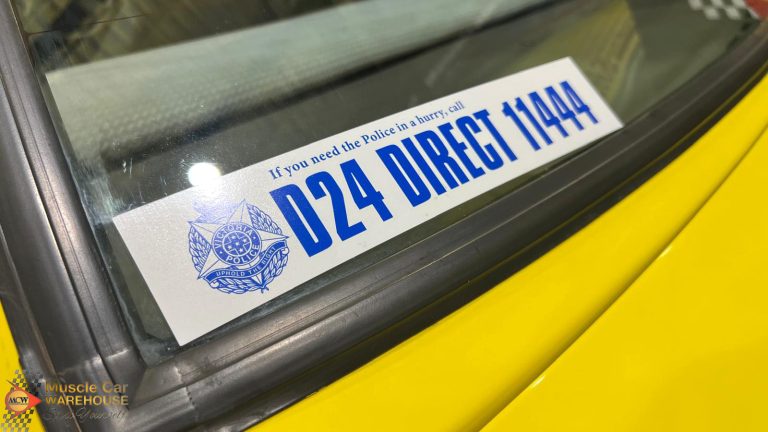 If you need the Police in a hurry, call
D24 DIRECT 11444
VICTORIA
POLICE
UPHOLD THE RIGHT
MCW
Muscle Car
WAREHOUSE